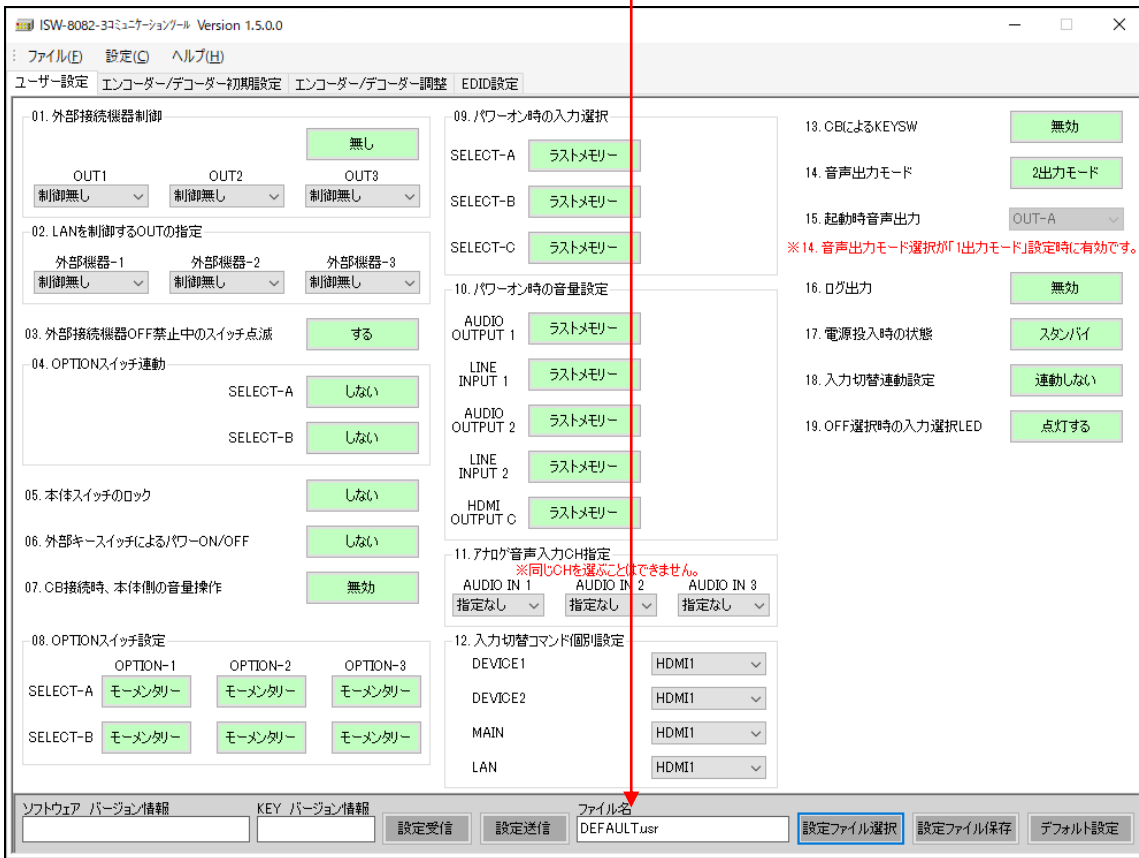 ISW-8082-3コミュニケーションツール Version 1.5.0.0
ファイル(F) 設定(C) ヘルプ(H)
ユーザー設定 エンコーダー/デコーダー初期設定 エンコーダー/デコーダー調整 EDID設定
01. 外部接続機器制御
無し
OUT1 OUT2 OUT3
制御無し 制御無し 制御無し
02. LANを制御するOUTの指定
外部機器-1 外部機器-2 外部機器-3
制御無し 制御無し 制御無し
03. 外部接続機器OFF禁止中のスイッチ点滅 する
04. OPTIONスイッチ連動
SELECT-A しない
SELECT-B しない
05. 本体スイッチのロック しない
06. 外部キースイッチによるパワーON/OFF しない
07. CB接続時、本体側の音量操作 無効
08. OPTIONスイッチ設定
OPTION-1 OPTION-2 OPTION-3
SELECT-A モーメンタリー モーメンタリー モーメンタリー
SELECT-B モーメンタリー モーメンタリー モーメンタリー
09. パワーオン時の入力選択
SELECT-A ラストメモリー
SELECT-B ラストメモリー
SELECT-C ラストメモリー
10. パワーオン時の音量設定
AUDIO
OUTPUT 1 ラストメモリー
LINE
INPUT 1 ラストメモリー
AUDIO
OUTPUT 2 ラストメモリー
LINE
INPUT 2 ラストメモリー
HDMI
OUTPUT C ラストメモリー
11. アナログ音声入力CH指定
※同じCHを選ぶことはできません。
AUDIO IN 1 AUDIO IN 2 AUDIO IN 3
指定なし 指定なし 指定なし
12. 入力切替コマンド個別設定
DEVICE1 HDMI1
DEVICE2 HDMI1
MAIN HDMI1
LAN HDMI1
13. CBによるKEYSW 無効
14. 音声出力モード 2出力モード
15. 起動時音声出力 OUT-A
※14. 音声出力モード選択が「1出力モード」設定時に有効です。
16. ログ出力 無効
17. 電源投入時の状態 スタンバイ
18. 入力切替連動設定 連動しない
19. OFF選択時の入力選択LED 点灯する
ソフトウェア バージョン情報 KEY バージョン情報 ファイル名
設定受信 設定送信 DEFAULT.usr 設定ファイル選択 設定ファイル保存 デフォルト設定